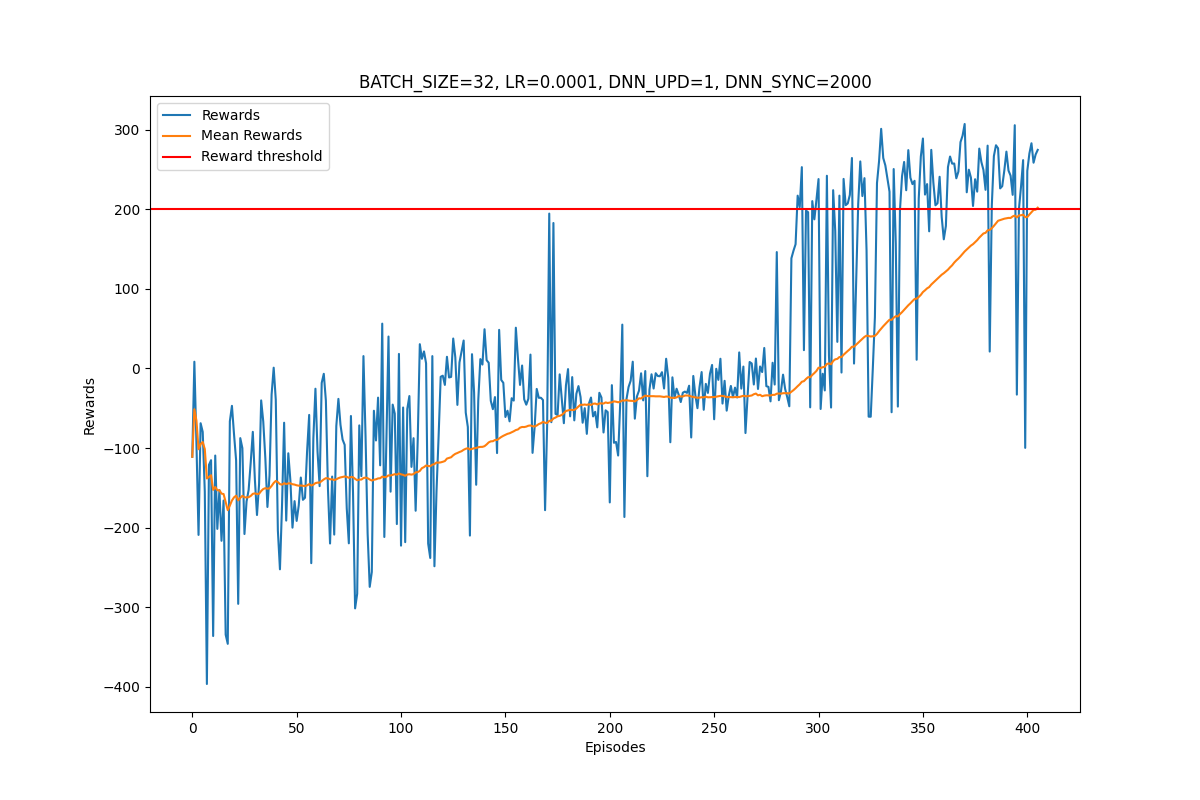 BATCH_SIZE=32, LR=0.0001, DNN_UPD=1, DNN_SYNC=2000
Rewards
Mean Rewards
Reward threshold
300
200
100
0
−100
−200
−300
−400
Rewards
0 50 100 150 200 250 300 350 400
Episodes